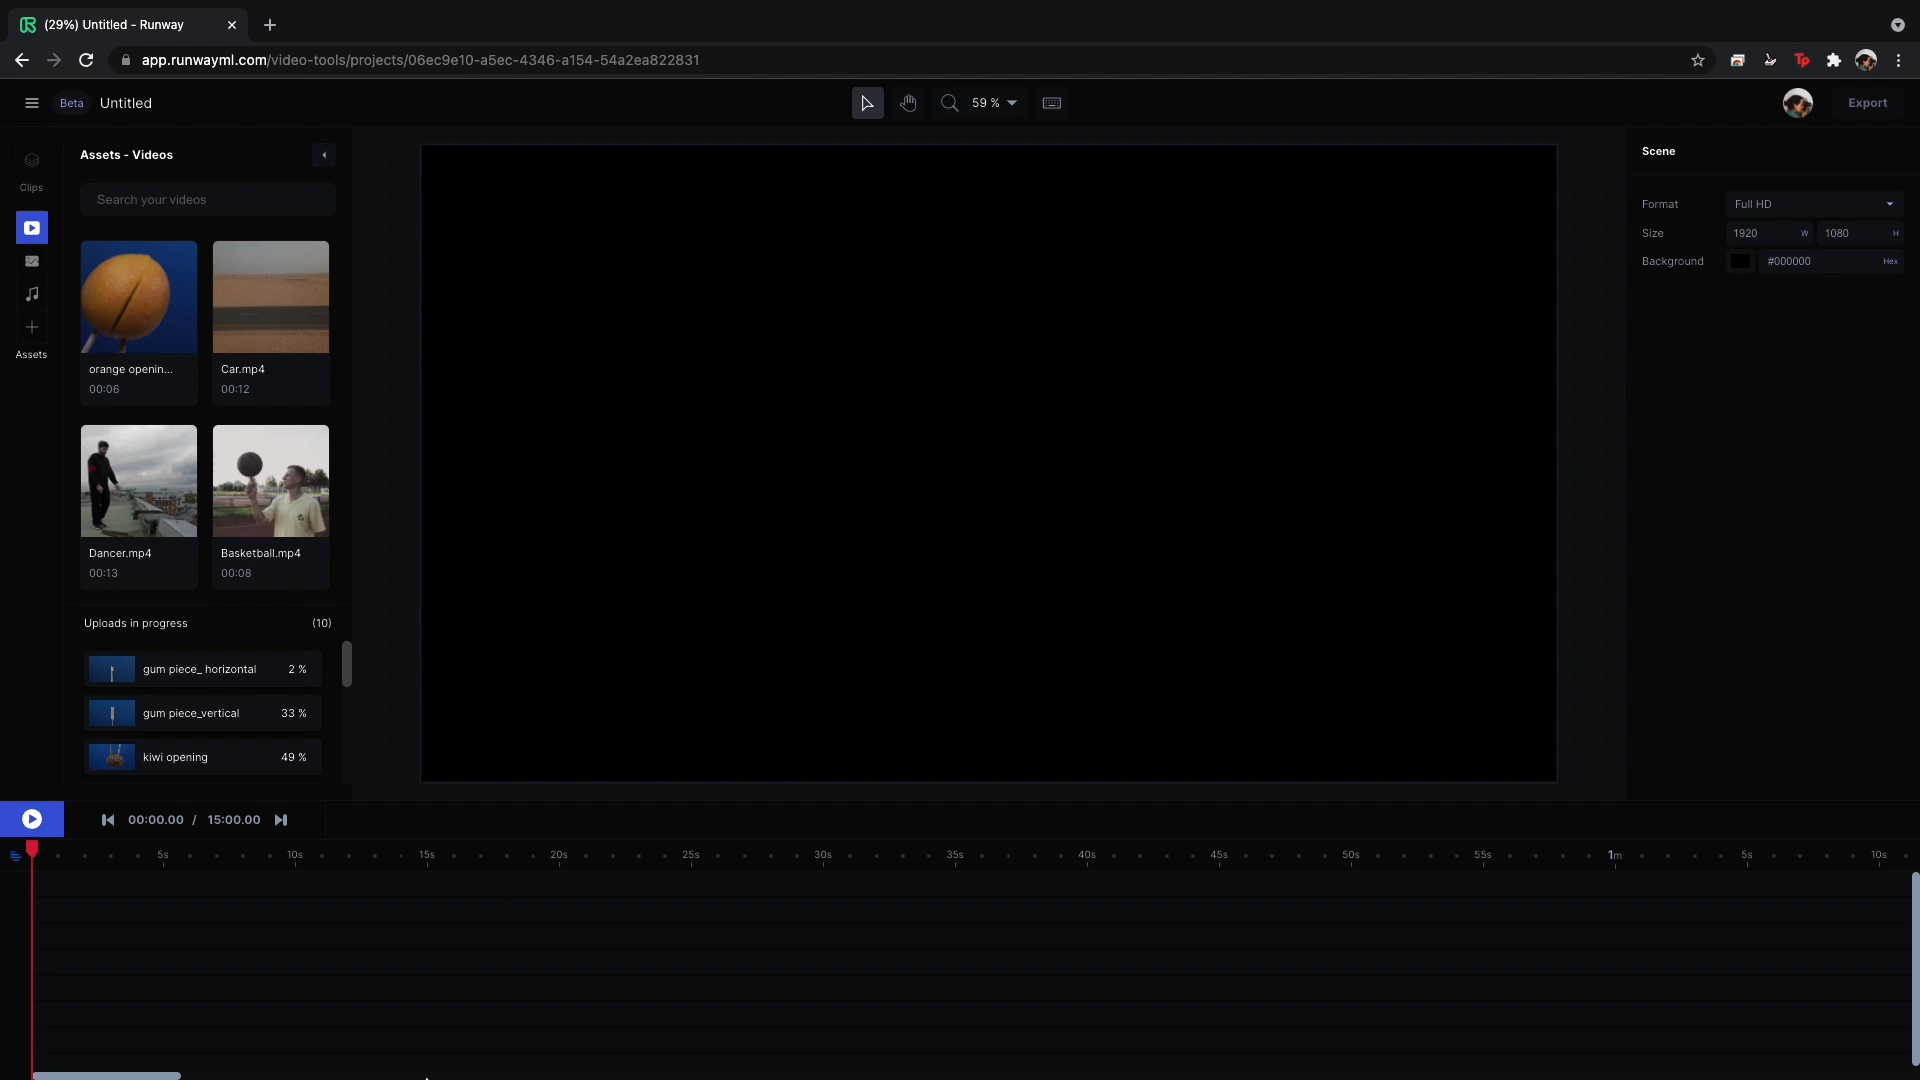 (29%) Untitled - Runway
app.runwayml.com/video-tools/projects/06ec9e10-a5ec-4346-a154-54a2ea822831
Tp
Beta Untitled
59 %
Export
Clips
Assets
Assets - Videos
Search your videos
orange openin...
00:06
Car.mp4
00:12
Dancer.mp4
00:13
Basketball.mp4
00:08
Uploads in progress (10)
gum piece_ horizontal 2 %
gum piece_vertical 33 %
kiwi opening 49 %
Scene
Format Full HD
Size 1920 W 1080 H
Background #000000 Hex
00:00.00 / 15:00.00
5s 10s 15s 20s 25s 30s 35s 40s 45s 50s 55s 1m 5s 10s